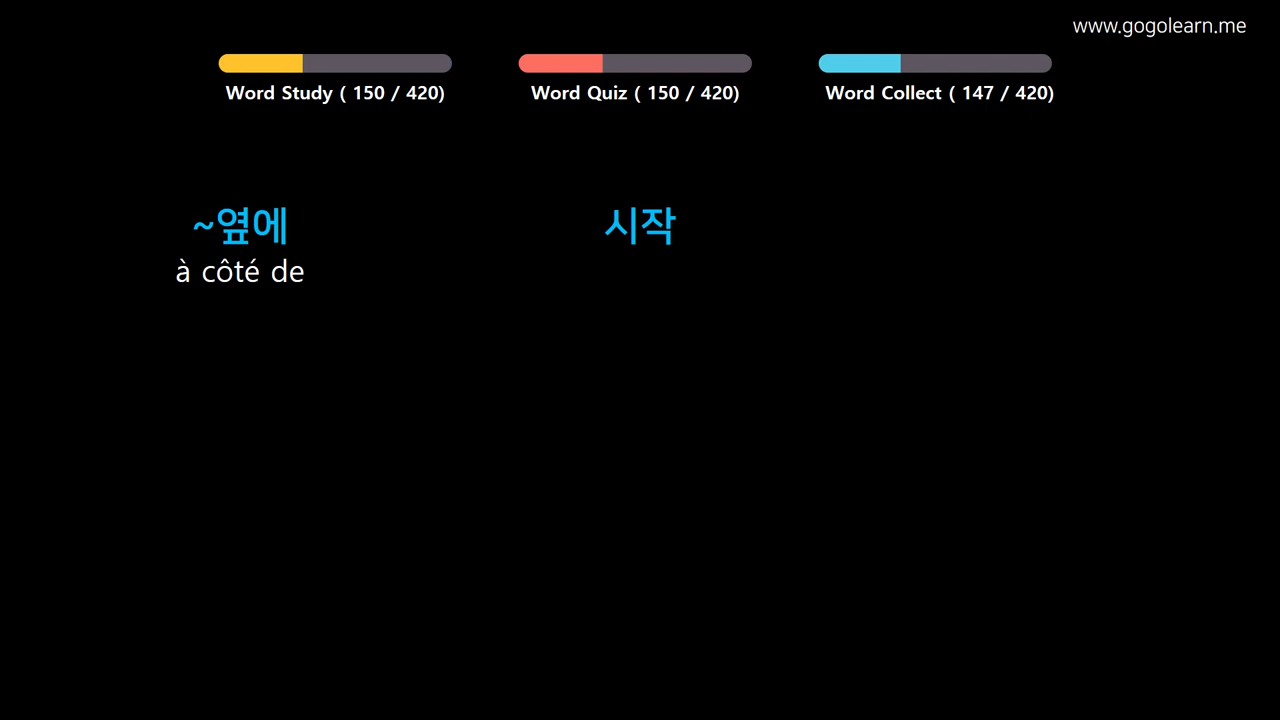 www.gogolearn.me
Word Study ( 150 / 420)
Word Quiz ( 150 / 420)
Word Collect ( 147 / 420)
~옆에
à côté de
시작